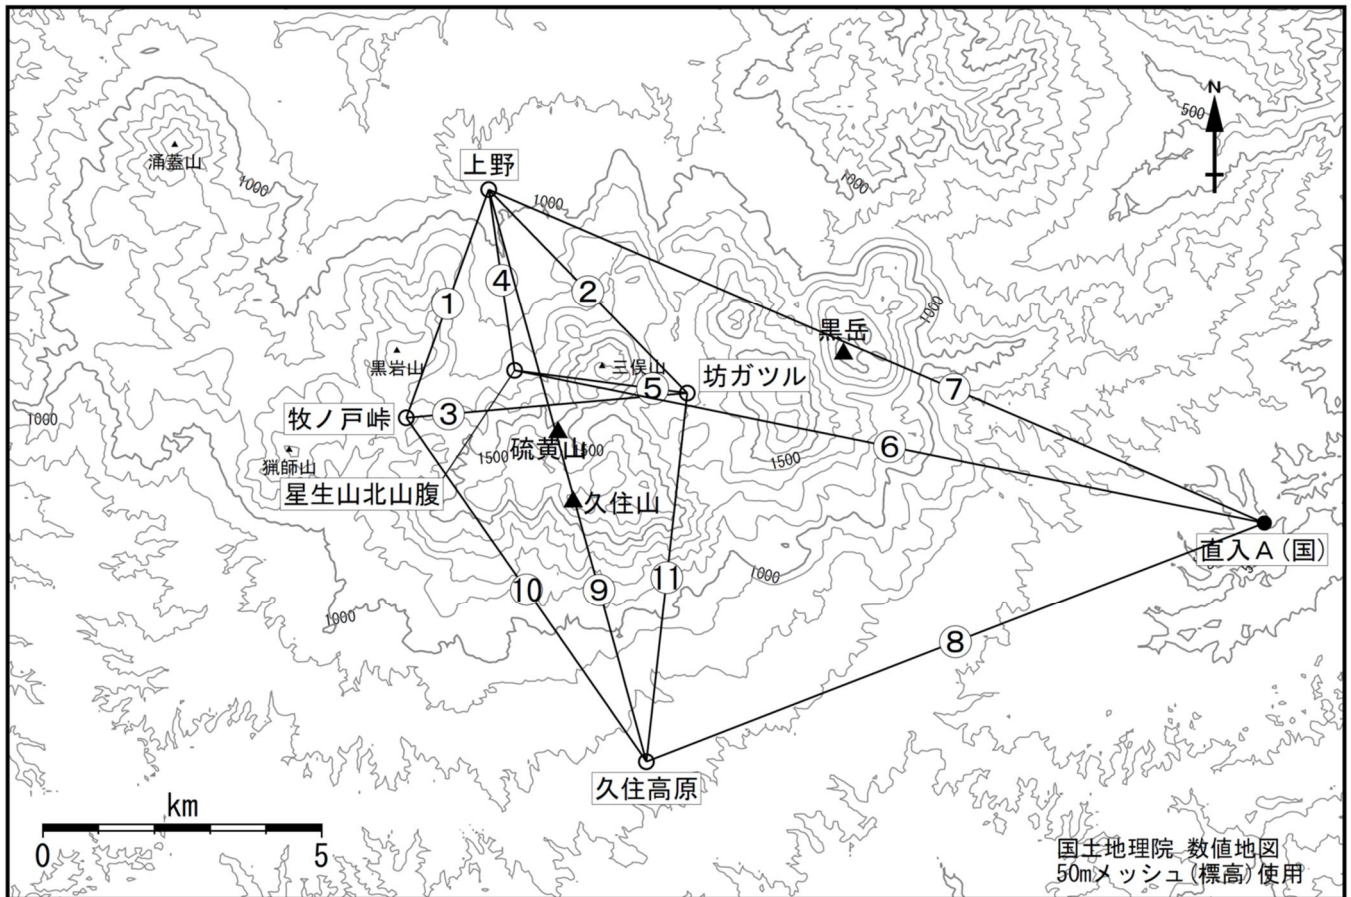 N
500
涌蓋山
1000
上野
1000
1000
④
②
①
1000
黒岳
黒岩山
三俣山
⑤
坊ガツル
⑦
1000
牧ノ戸峠
③
⑥
硫黄山
1500
1500
1500
猟師山
星生山北山腹
久住山
直入A(国)
1000
⑩
⑨
⑪
1000
⑧
久住高原
km
0 5
国土地理院 数値地図
50mメッシュ(標高)使用